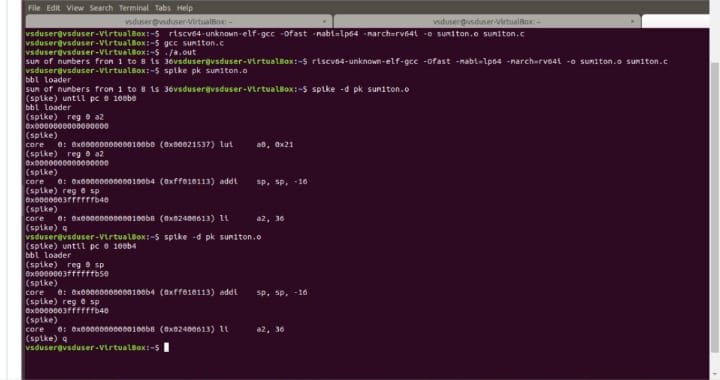 File Edit View Search Terminal Tabs Help
vsduser@vsduser-VirtualBox: ~ × vsduser@vsduser-VirtualBox: ~ ×
vsduser@vsduser-VirtualBox:~$ riscv64-unknown-elf-gcc -Ofast -mabi=lp64 -march=rv64i -o sum1ton.o sum1ton.c
vsduser@vsduser-VirtualBox:~$ gcc sum1ton.c
vsduser@vsduser-VirtualBox:~$ ./a.out
sum of numbers from 1 to 8 is 36vsduser@vsduser-VirtualBox:~$ riscv64-unknown-elf-gcc -Ofast -mabi=lp64 -march=rv64i -o sum1ton.o sum1ton.c
vsduser@vsduser-VirtualBox:~$ spike pk sum1ton.o
bbl loader
sum of numbers from 1 to 8 is 36vsduser@vsduser-VirtualBox:~$ spike -d pk sum1ton.o
(spike) until pc 0 100b0
bbl loader
(spike) reg 0 a2
0x0000000000000000
(spike)
core 0: 0x00000000000100b0 (0x00021537) lui a0, 0x21
(spike) reg 0 a2
0x0000000000000000
(spike)
core 0: 0x00000000000100b4 (0xff010113) addi sp, sp, -16
(spike) reg 0 sp
0x0000003ffffffb40
(spike)
core 0: 0x00000000000100b8 (0x02400613) li a2, 36
(spike) q
vsduser@vsduser-VirtualBox:~$ spike -d pk sum1ton.o
(spike) until pc 0 100b4
bbl loader
(spike) reg 0 sp
0x0000003ffffffb50
(spike)
core 0: 0x00000000000100b4 (0xff010113) addi sp, sp, -16
(spike) reg 0 sp
0x0000003ffffffb40
(spike)
core 0: 0x00000000000100b8 (0x02400613) li a2, 36
(spike) q
vsduser@vsduser-VirtualBox:~$